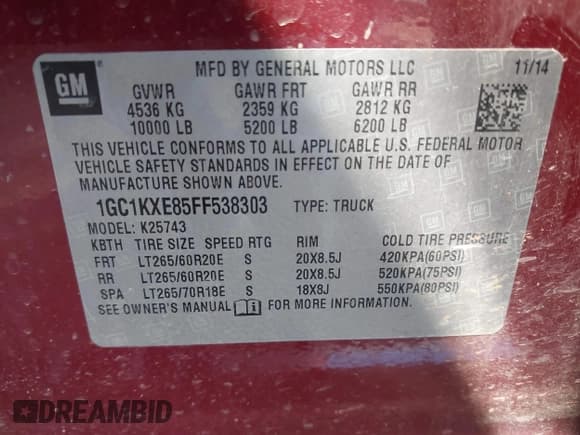 GM
MFD BY GENERAL MOTORS LLC 11/14
GVWR GAWR FRT GAWR RR
4536 KG 2359 KG 2812 KG
10000 LB 5200 LB 6200 LB
THIS VEHICLE CONFORMS TO ALL APPLICABLE U.S. FEDERAL MOTOR
VEHICLE SAFETY STANDARDS IN EFFECT ON THE DATE OF
MANUFACTURE SHOWN ABOVE.
1GC1KXE85FF538303 TYPE: TRUCK
MODEL: K25743
KBTH TIRE SIZE SPEED RTG RIM COLD TIRE PRESSURE
FRT LT265/60R20E S 20X8.5J 420KPA(60PSI)
RR LT265/60R20E S 20X8.5J 520KPA(75PSI)
SPA LT265/70R18E S 18X8J 550KPA(80PSI)
SEE OWNER'S MANUAL FOR MORE INFORMATION.
DREAMBID